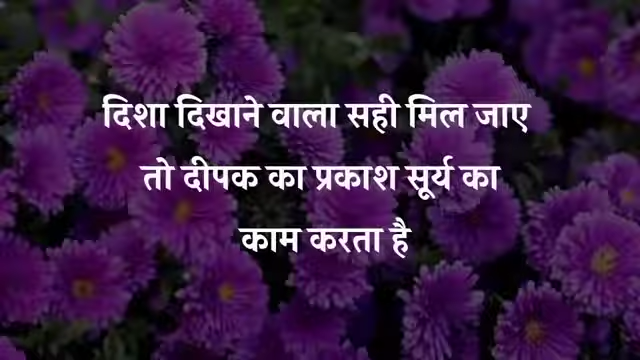 दिशा दिखाने वाला सही मिल जाए
तो दीपक का प्रकाश सूर्य का
काम करता है